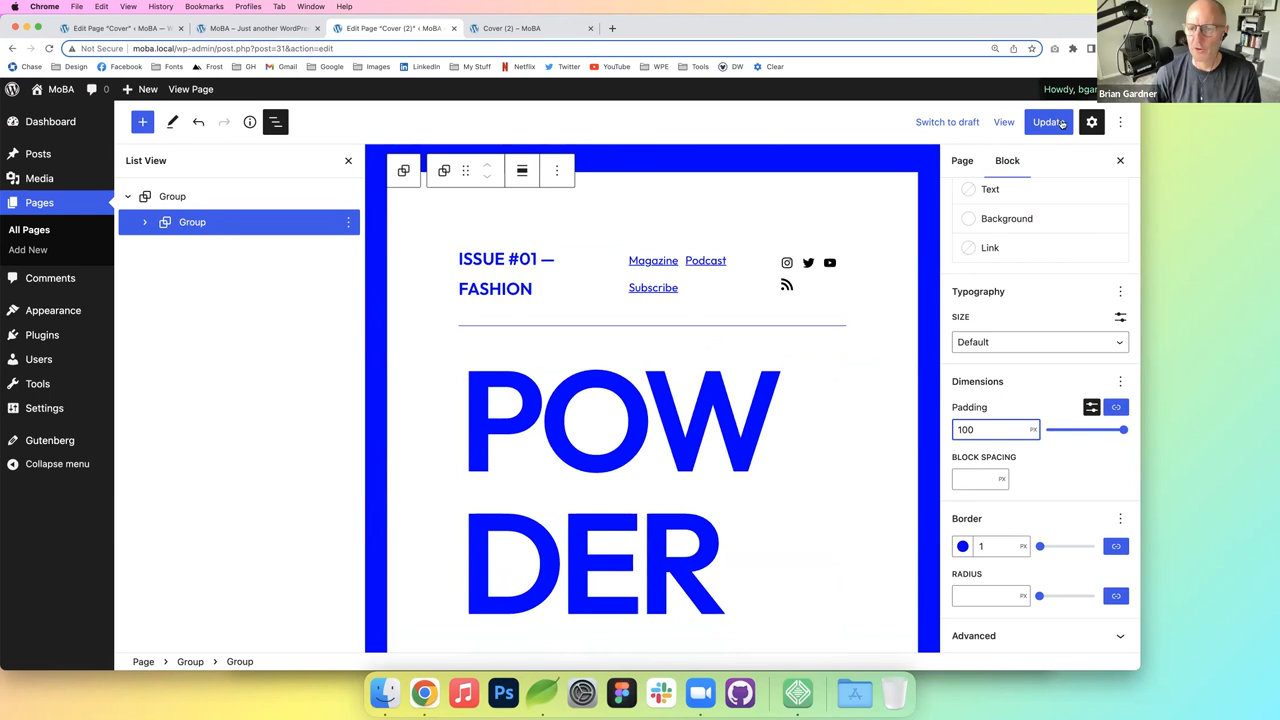 Chrome File Edit View History Bookmarks Profiles Tab Window Help
Edit Page "Cover" ‹ MoBA — W
MoBA – Just another WordPress
Edit Page "Cover (2)" ‹ MoBA
Cover (2) – MoBA
Not Secure moba.local/wp-admin/post.php?post=31&action=edit
Chase Design Facebook Fonts Frost GH Gmail Google Images LinkedIn My Stuff Netflix Twitter YouTube WPE Tools DW Clear
Brian Gardner
MoBA 0 New View Page Howdy, bgar
Dashboard
Posts
Media
Pages
All Pages
Add New
Comments
Appearance
Plugins
Users
Tools
Settings
Gutenberg
Collapse menu
Switch to draft View Update
List View
Group
Group
ISSUE #01 —
FASHION
Magazine Podcast
Subscribe
POW
DER
Page Block
Text
Background
Link
Typography
SIZE
Default
Dimensions
Padding
100 PX
BLOCK SPACING
PX
Border
1 PX
RADIUS
PX
Advanced
Page Group Group
Ps